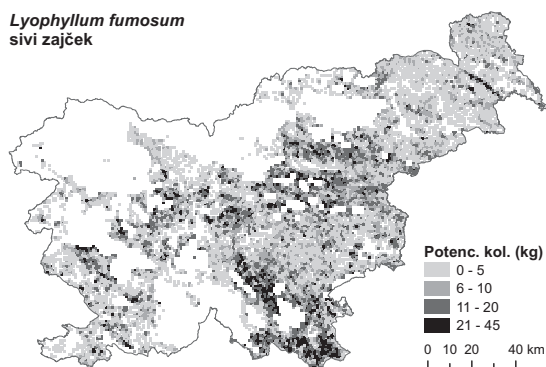 Lyophyllum fumosum
sivi zajček
Potenc. kol. (kg)
0 - 5
6 - 10
11 - 20
21 - 45
0 10 20 40 km